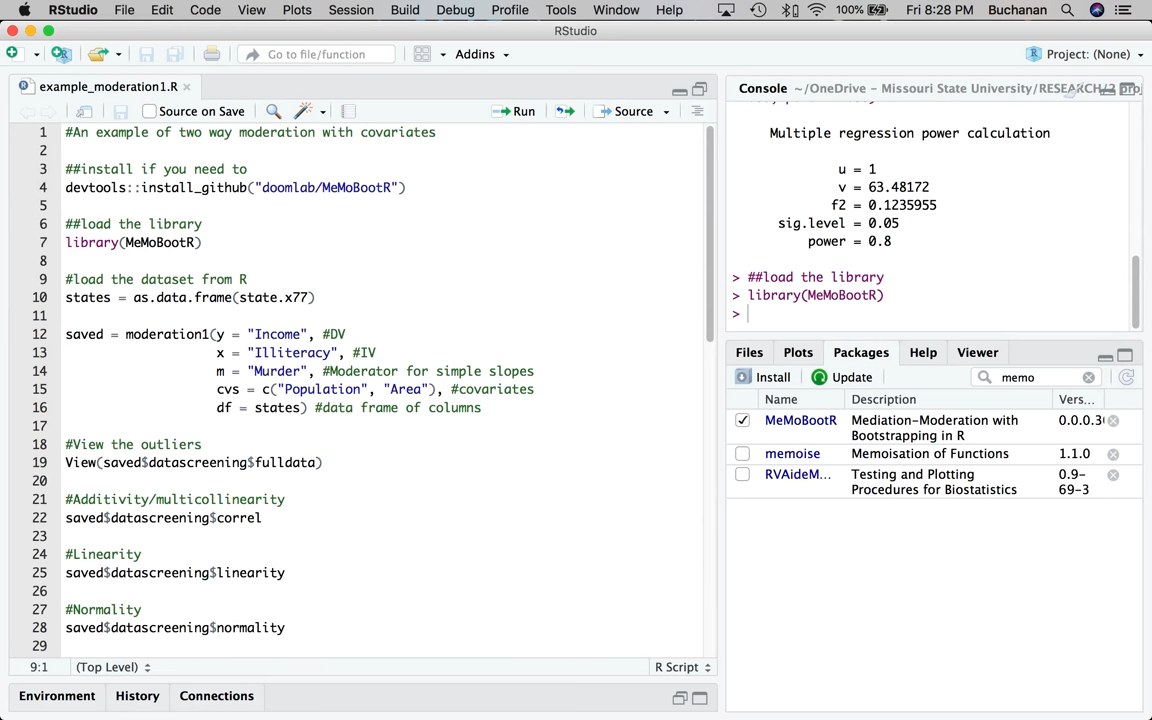 RStudio File Edit Code View Plots Session Build Debug Profile Tools Window Help 100% Fri 8:28 PM Buchanan
RStudio
Go to file/function Addins Project: (None)
example_moderation1.R
Source on Save Run Source
1 #An example of two way moderation with covariates
2
3 ##install if you need to
4 devtools::install_github("doomlab/MeMoBootR")
5
6 ##load the library
7 library(MeMoBootR)
8
9 #load the dataset from R
10 states = as.data.frame(state.x77)
11
12 saved = moderation1(y = "Income", #DV
13 x = "Illiteracy", #IV
14 m = "Murder", #Moderator for simple slopes
15 cvs = c("Population", "Area"), #covariates
16 df = states) #data frame of columns
17
18 #View the outliers
19 View(saved$datascreening$fulldata)
20
21 #Additivity/multicollinearity
22 saved$datascreening$correl
23
24 #Linearity
25 saved$datascreening$linearity
26
27 #Normality
28 saved$datascreening$normality
29
9:1 (Top Level) R Script
Environment History Connections
Console ~/OneDrive – Missouri State University/RESEARCH/2 proj
Multiple regression power calculation
u = 1
v = 63.48172
f2 = 0.1235955
sig.level = 0.05
power = 0.8
> ##load the library
> library(MeMoBootR)
>
Files Plots Packages Help Viewer
Install Update memo
Name Description Vers...
MeMoBootR Mediation-Moderation with Bootstrapping in R 0.0.0.3
memoise Memoisation of Functions 1.1.0
RVAideM... Testing and Plotting Procedures for Biostatistics 0.9-69-3